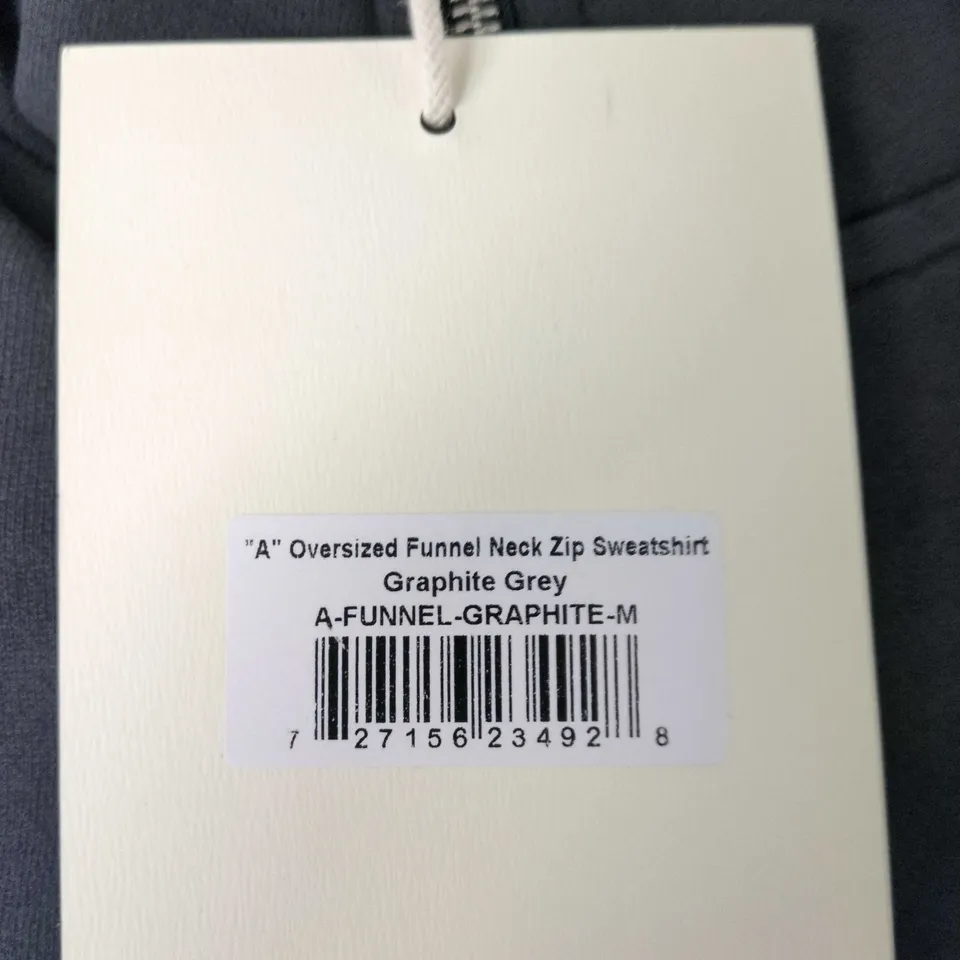 "A" Oversized Funnel Neck Zip Sweatshirt
Graphite Grey
A-FUNNEL-GRAPHITE-M
7 27156 23492 8